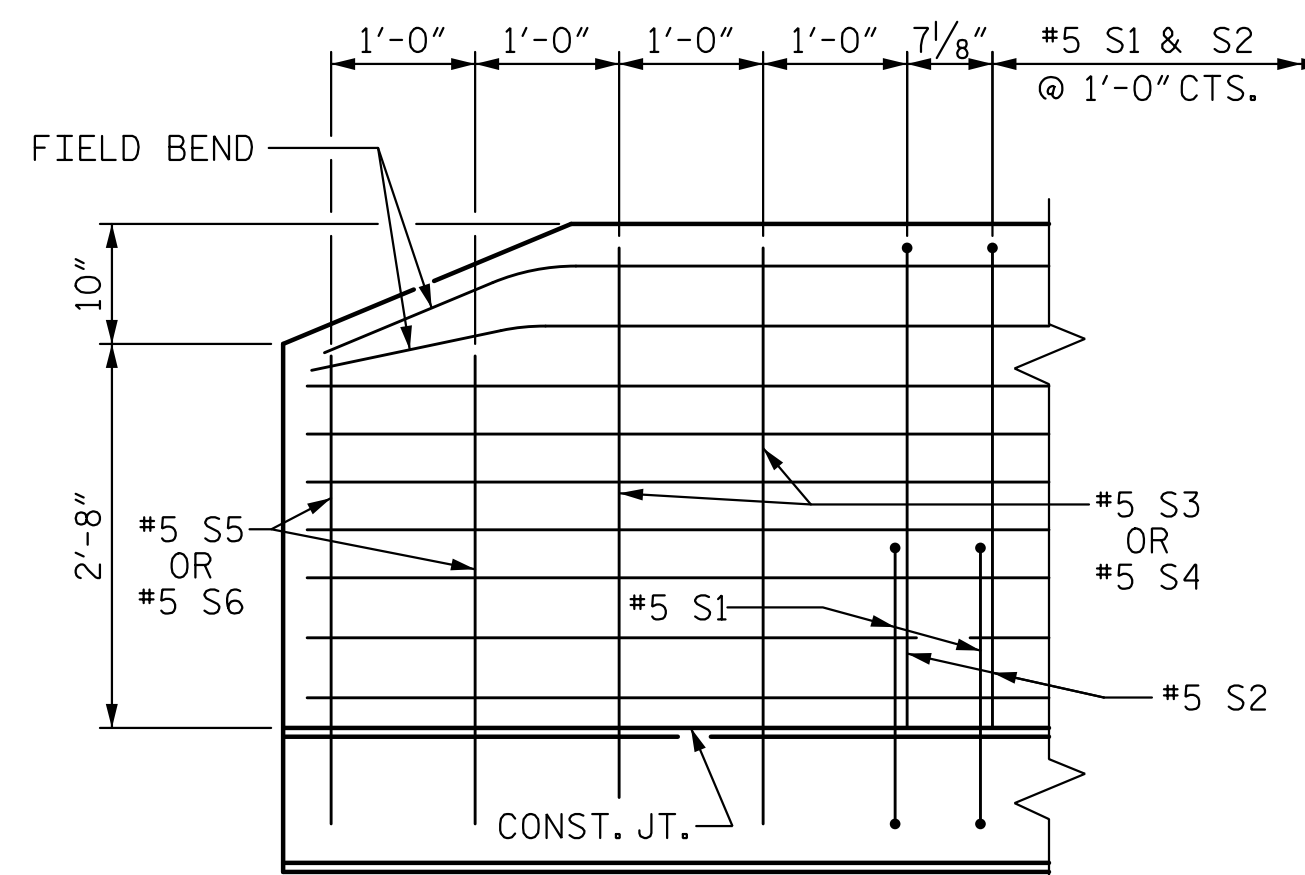 1'-0" 1'-0" 1'-0" 1'-0" 7 1/8" #5 S1 & S2
@ 1'-0" CTS.
FIELD BEND
10"
2'-8"
#5 S5
OR
#5 S6
#5 S3
OR
#5 S4
#5 S1
#5 S2
CONST. JT.